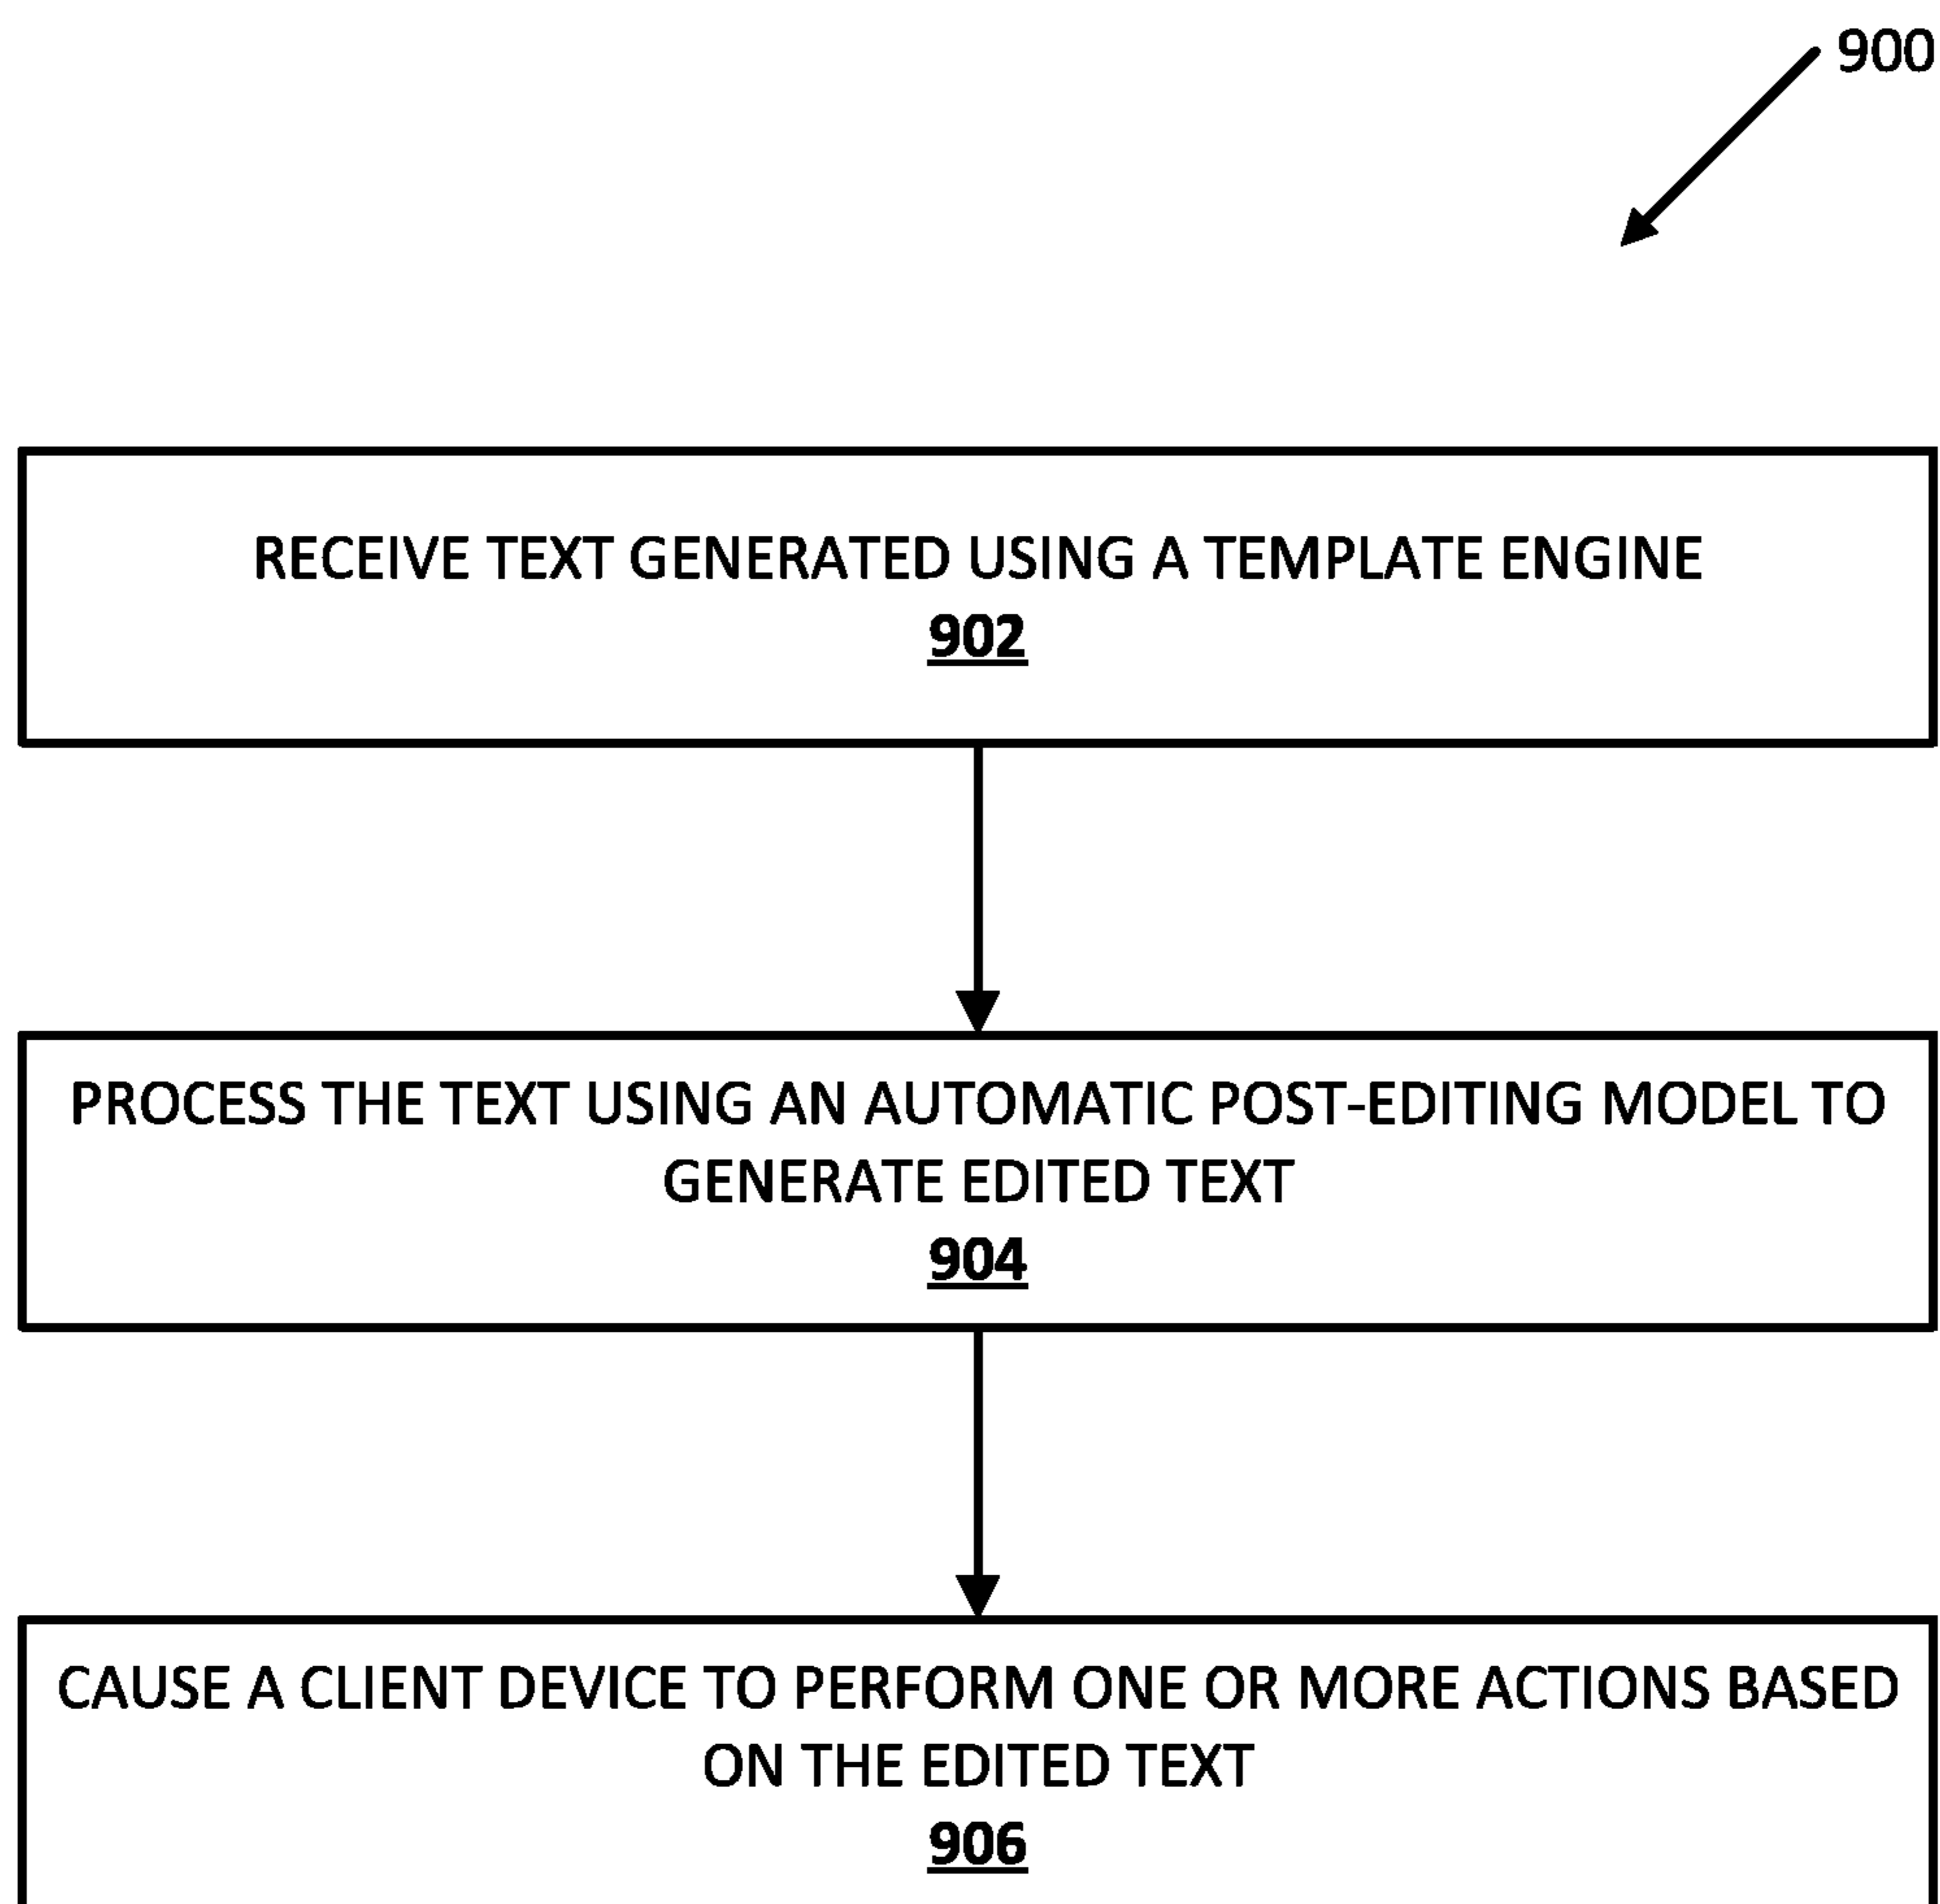 900
RECEIVE TEXT GENERATED USING A TEMPLATE ENGINE
902
PROCESS THE TEXT USING AN AUTOMATIC POST-EDITING MODEL TO
GENERATE EDITED TEXT
904
CAUSE A CLIENT DEVICE TO PERFORM ONE OR MORE ACTIONS BASED
ON THE EDITED TEXT
906